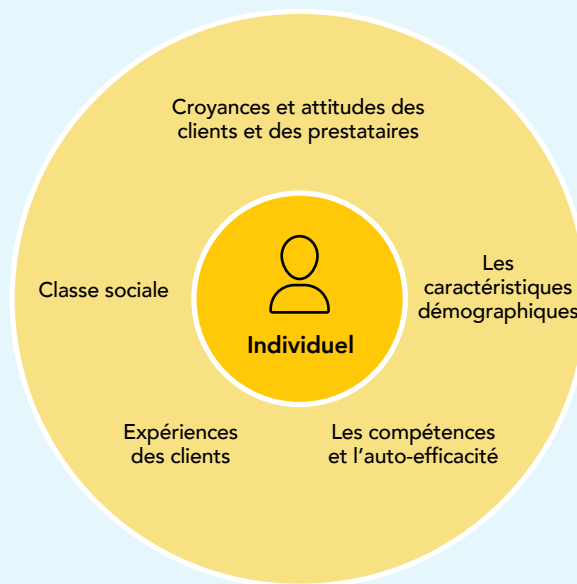 Croyances et attitudes des
clients et des prestataires
Classe sociale
Les
caractéristiques
démographiques
Individuel
Expériences
des clients
Les compétences
et l'auto-efficacité